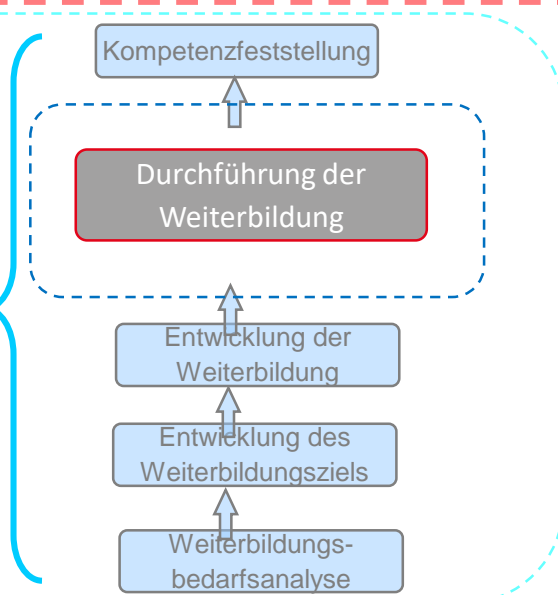 Kompetenzfeststellung
Durchführung der
Weiterbildung
Entwicklung der
Weiterbildung
Entwicklung des
Weiterbildungsziels
Weiterbildungs-
bedarfsanalyse